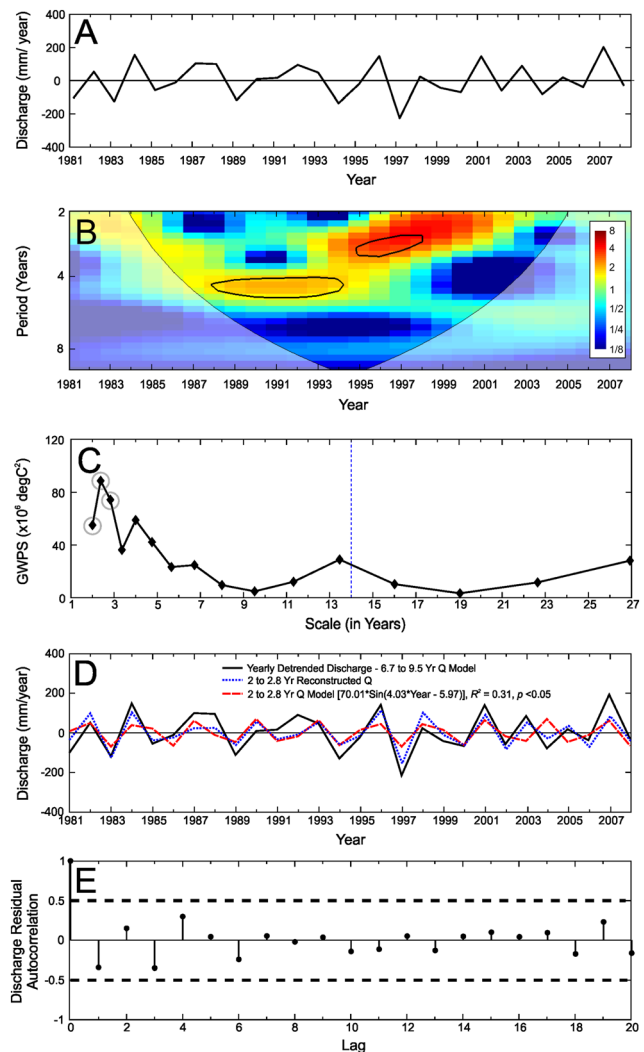 A
400
200
0
-200
-400
Discharge (mm/ year)
1981 1983 1985 1987 1989 1991 1993 1995 1997 1999 2001 2003 2005 2007
Year
B
2
4
8
Period (Years)
8
4
2
1
1/2
1/4
1/8
1981 1983 1985 1987 1989 1991 1993 1995 1997 1999 2001 2003 2005 2007
Year
C
120
80
40
0
GWPS (x10⁶ degC²)
1 3 5 7 9 11 13 15 17 19 21 23 25 27
Scale (in Years)
D
400
200
0
-200
-400
Discharge (mm/year)
Yearly Detrended Discharge - 6.7 to 9.5 Yr Q Model
2 to 2.8 Yr Reconstructed Q
2 to 2.8 Yr Q Model [70.01*Sin(4.03*Year - 5.97)], R² = 0.31, p <0.05
1981 1983 1985 1987 1989 1991 1993 1995 1997 1999 2001 2003 2005 2007
Year
E
1
0.5
0
-0.5
-1
Discharge Residual
Autocorrelation
0 2 4 6 8 10 12 14 16 18 20
Lag